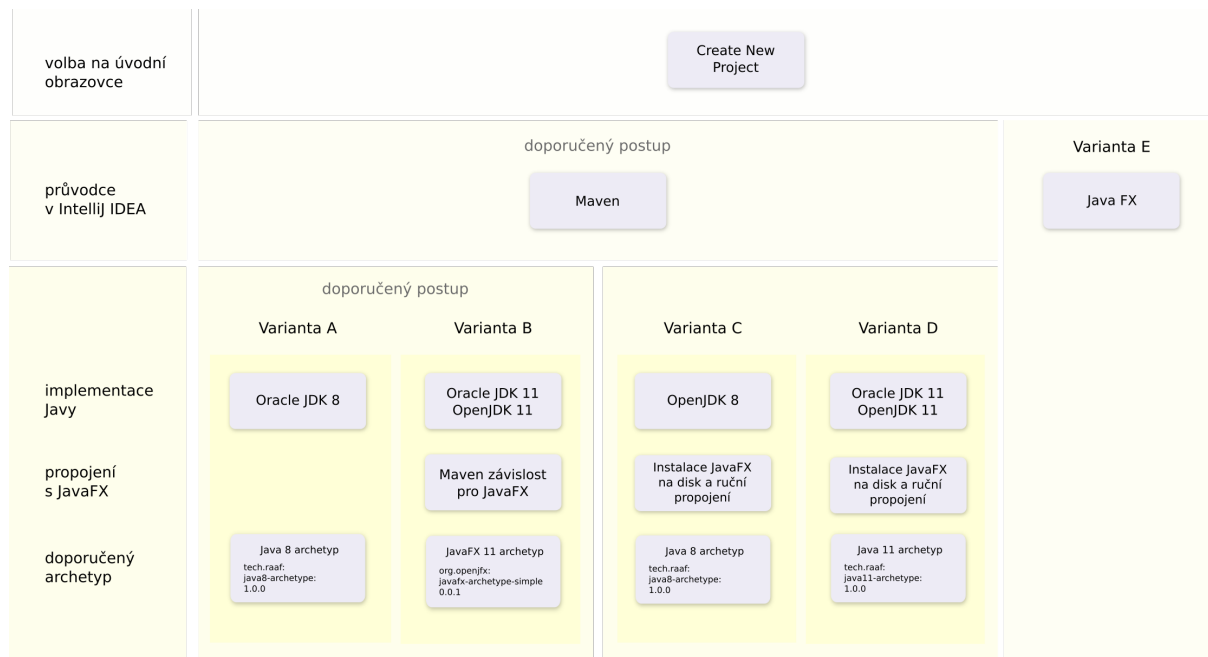 volba na úvodní
obrazovce
Create New
Project
průvodce
v IntelliJ IDEA
doporučený postup
Maven
Varianta E
Java FX
doporučený postup
Varianta A
Varianta B
Varianta C
Varianta D
implementace
Javy
Oracle JDK 8
Oracle JDK 11
OpenJDK 11
OpenJDK 8
Oracle JDK 11
OpenJDK 11
propojení
s JavaFX
Maven závislost
pro JavaFX
Instalace JavaFX
na disk a ruční
propojení
Instalace JavaFX
na disk a ruční
propojení
doporučený
archetyp
Java 8 archetyp
tech.raaf:
java8-archetype:
1.0.0
JavaFX 11 archetyp
org.openjfx:
javafx-archetype-simple
0.0.1
Java 8 archetyp
tech.raaf:
java8-archetype:
1.0.0
Java 11 archetyp
tech.raaf:
java11-archetype:
1.0.0